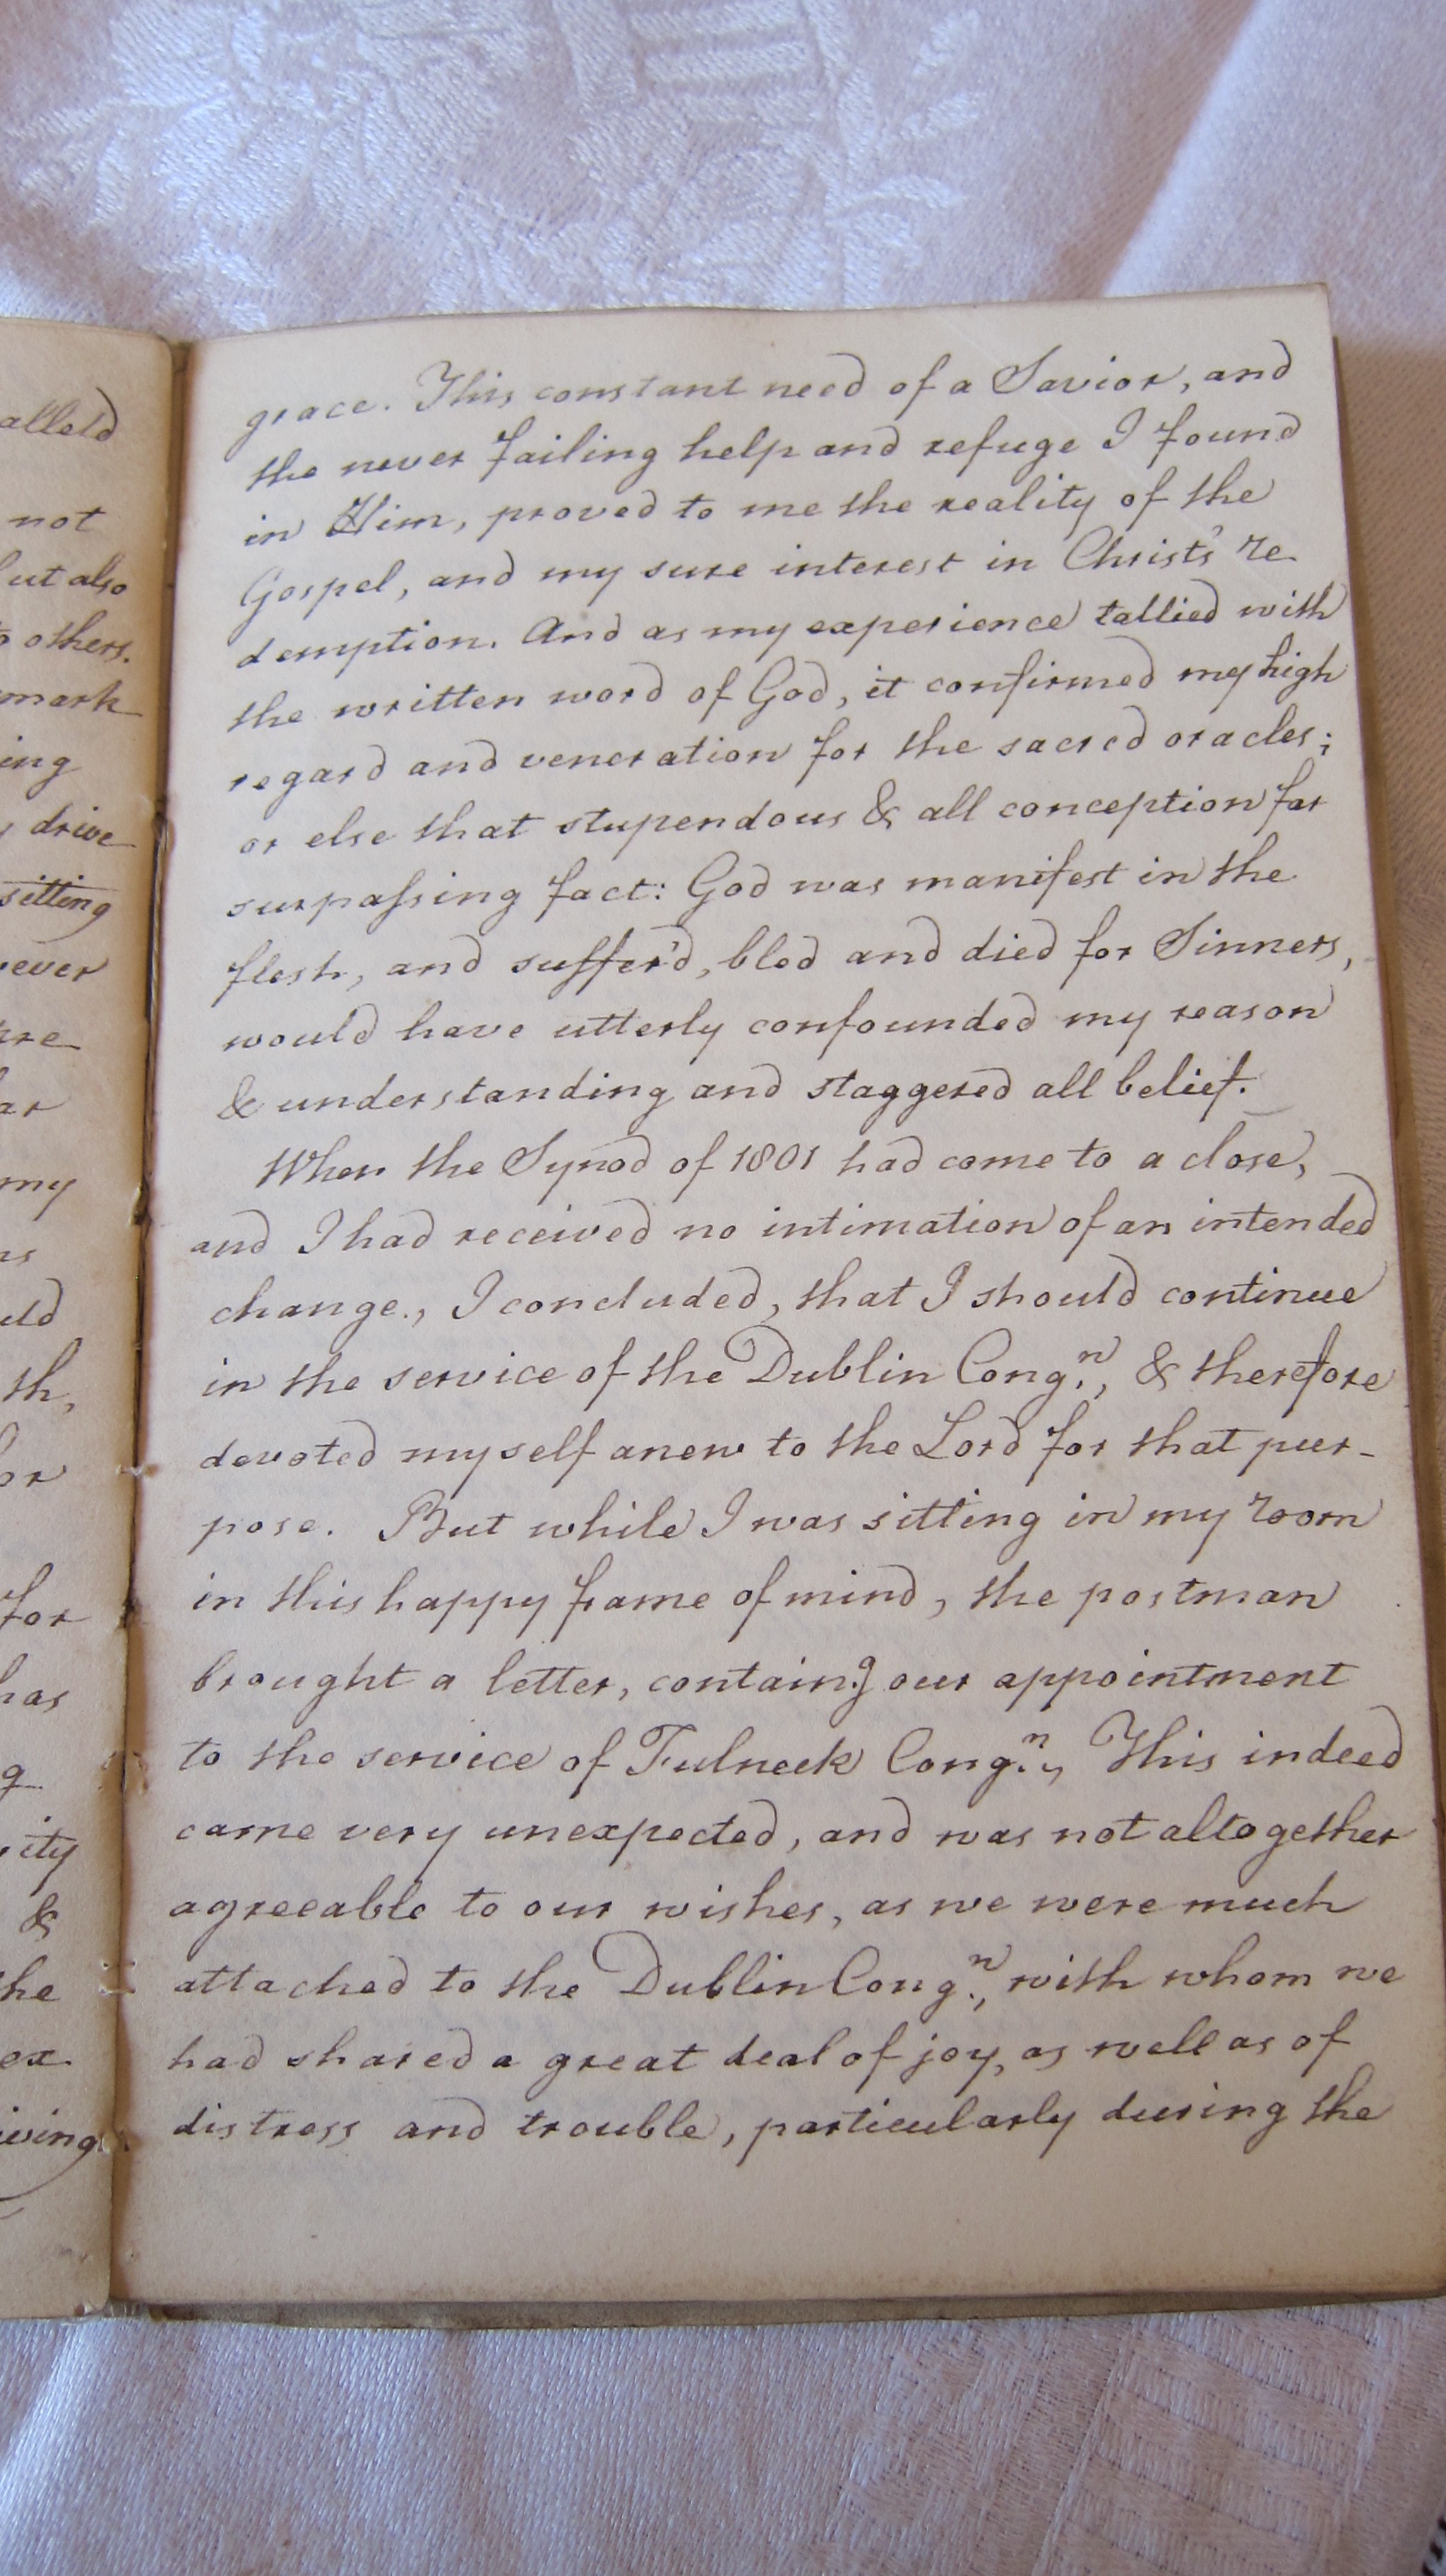 alleld
not
ut also
others.
mark
ing
drive
sitting
ever
are
ar
my
ns
uld
th,
or
for
has
g
ity
&
he
ex
iving
grace. This constant need of a Savior, and
the never failing help and refuge I found
in Him, proved to me the reality of the
Gospel, and my sure interest in Christs' re
demption. And as my experience tallied with
the written word of God, it confirmed my high
regard and veneration for the sacred oracles;
or else that stupendous & all conception far
surpaſsing fact: God was manifest in the
flesh, and suffer'd, bled and died for Sinners,
would have utterly confounded my reason
& understanding and staggered all belief.
When the Synod of 1801 had come to a close,
and I had received no intimation of an intended
change., I concluded, that I should continue
in the service of the Dublin Congn., & therefore
devoted myself anew to the Lord for that pur-
pose. But while I was sitting in my room
in this happy frame of mind, the postman
brought a letter, containg. our appointment
to the service of Fulneck Congn., This indeed
came very unexpected, and was not altogether
agreeable to our wishes, as we were much
attached to the Dublin Congn., with whom we
had shared a great deal of joy, as well as of
distress and trouble, particularly during the